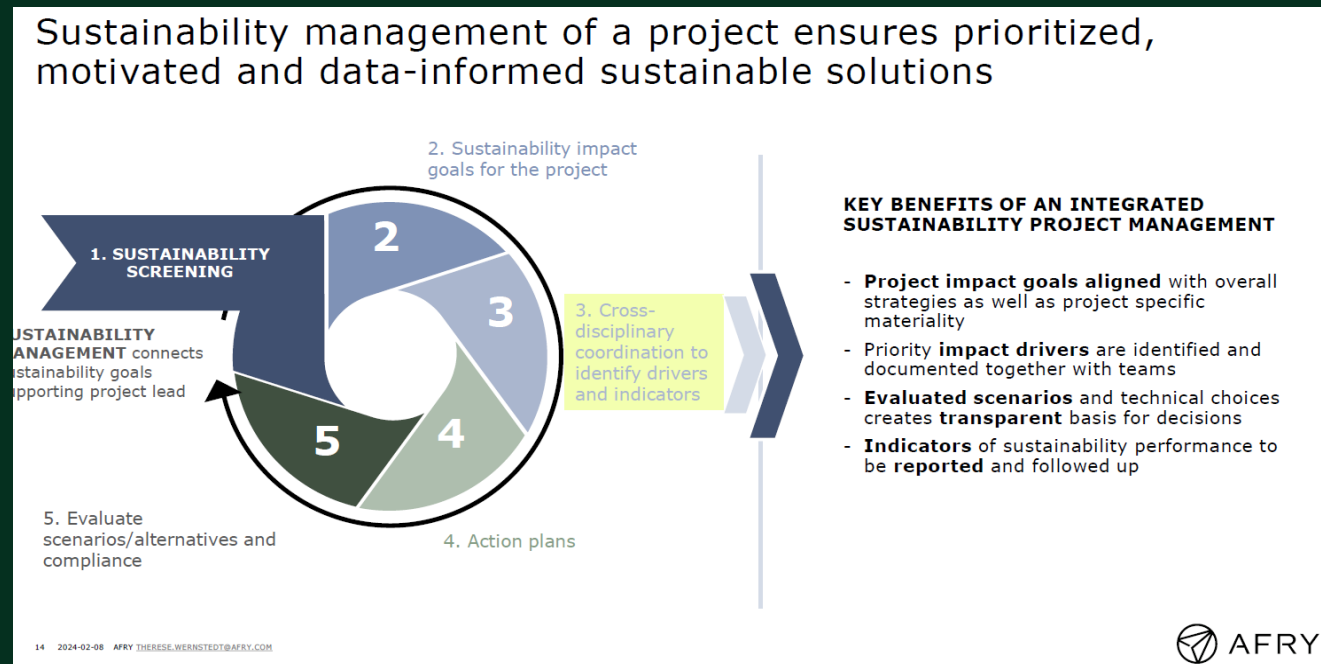 Sustainability management of a project ensures prioritized,
motivated and data-informed sustainable solutions
2. Sustainability impact
goals for the project
1. SUSTAINABILITY
SCREENING
2
3
4
5
USTAINABILITY
ANAGEMENT connects
ustainability goals
upporting project lead
3. Cross-
disciplinary
coordination to
identify drivers
and indicators
5. Evaluate
scenarios/alternatives and
compliance
4. Action plans
KEY BENEFITS OF AN INTEGRATED
SUSTAINABILITY PROJECT MANAGEMENT
- Project impact goals aligned with overall
strategies as well as project specific
materiality
- Priority impact drivers are identified and
documented together with teams
- Evaluated scenarios and technical choices
creates transparent basis for decisions
- Indicators of sustainability performance to
be reported and followed up
14 2024-02-08 AFRY THERESE.WERNSTEDT@AFRY.COM
AFRY